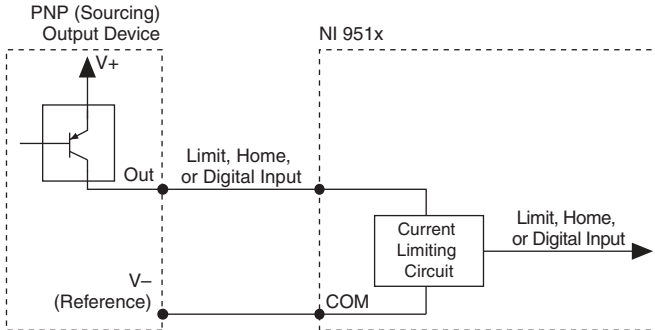 PNP (Sourcing)
Output Device
NI 951x
V+
Out
Limit, Home,
or Digital Input
Current
Limiting
Circuit
Limit, Home,
or Digital Input
V–
(Reference)
COM